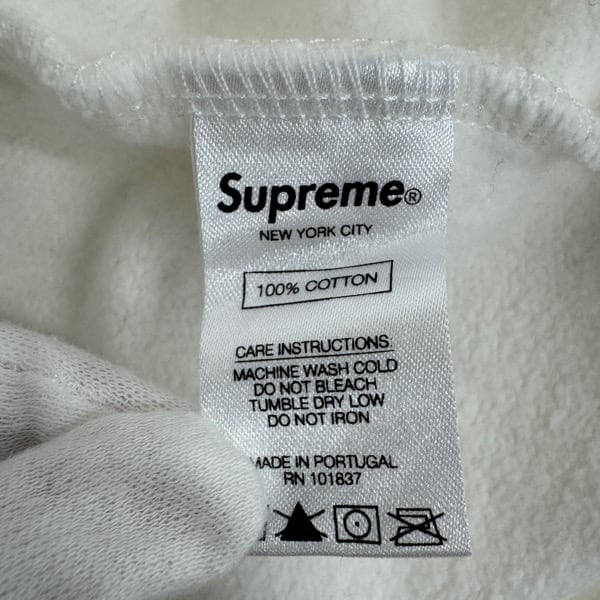 Supreme®
NEW YORK CITY
100% COTTON
CARE INSTRUCTIONS:
MACHINE WASH COLD
DO NOT BLEACH
TUMBLE DRY LOW
DO NOT IRON
MADE IN PORTUGAL
RN 101837